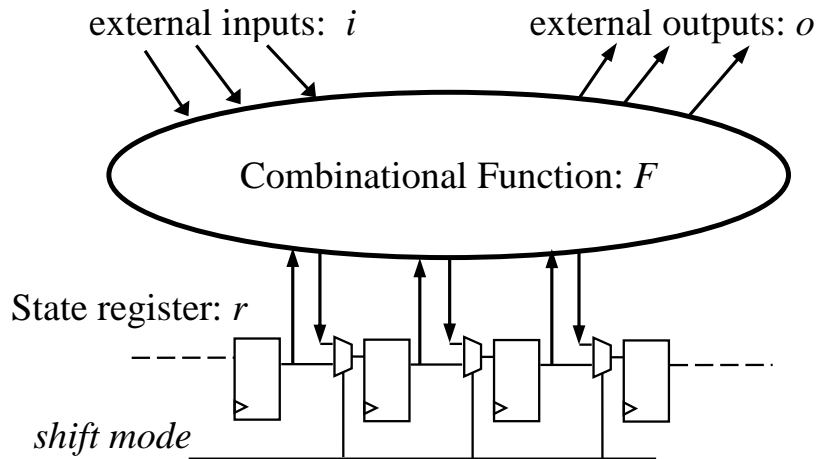 external inputs: i
external outputs: o
Combinational Function: F
State register: r
shift mode